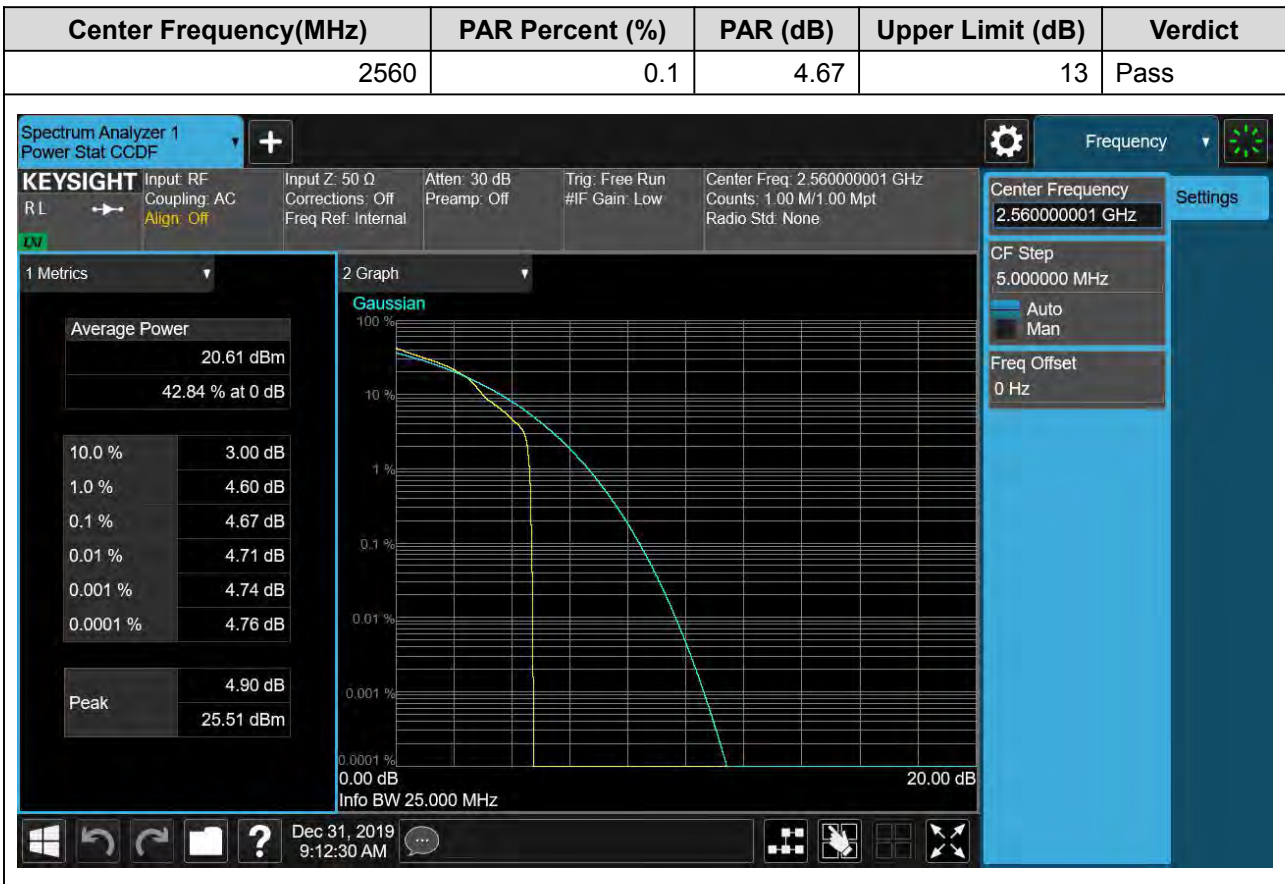 Center Frequency(MHz) PAR Percent (%) PAR (dB) Upper Limit (dB) Verdict
2560 0.1 4.67 13 Pass
Spectrum Analyzer 1
Power Stat CCDF
Frequency
KEYSIGHT
R L
Input: RF
Coupling: AC
Align: Off
Input Z: 50 Ω
Corrections: Off
Freq Ref: Internal
Atten: 30 dB
Preamp: Off
Trig: Free Run
#IF Gain: Low
Center Freq: 2.560000001 GHz
Counts: 1.00 M/1.00 Mpt
Radio Std: None
Center Frequency
2.560000001 GHz
Settings
CF Step
5.000000 MHz
Auto
Man
Freq Offset
0 Hz
1 Metrics
Average Power
20.61 dBm
42.84 % at 0 dB
10.0 % 3.00 dB
1.0 % 4.60 dB
0.1 % 4.67 dB
0.01 % 4.71 dB
0.001 % 4.74 dB
0.0001 % 4.76 dB
Peak
4.90 dB
25.51 dBm
2 Graph
Gaussian
100 %
10 %
1 %
0.1 %
0.01 %
0.001 %
0.0001 %
0.00 dB 20.00 dB
Info BW 25.000 MHz
?
Dec 31, 2019
9:12:30 AM